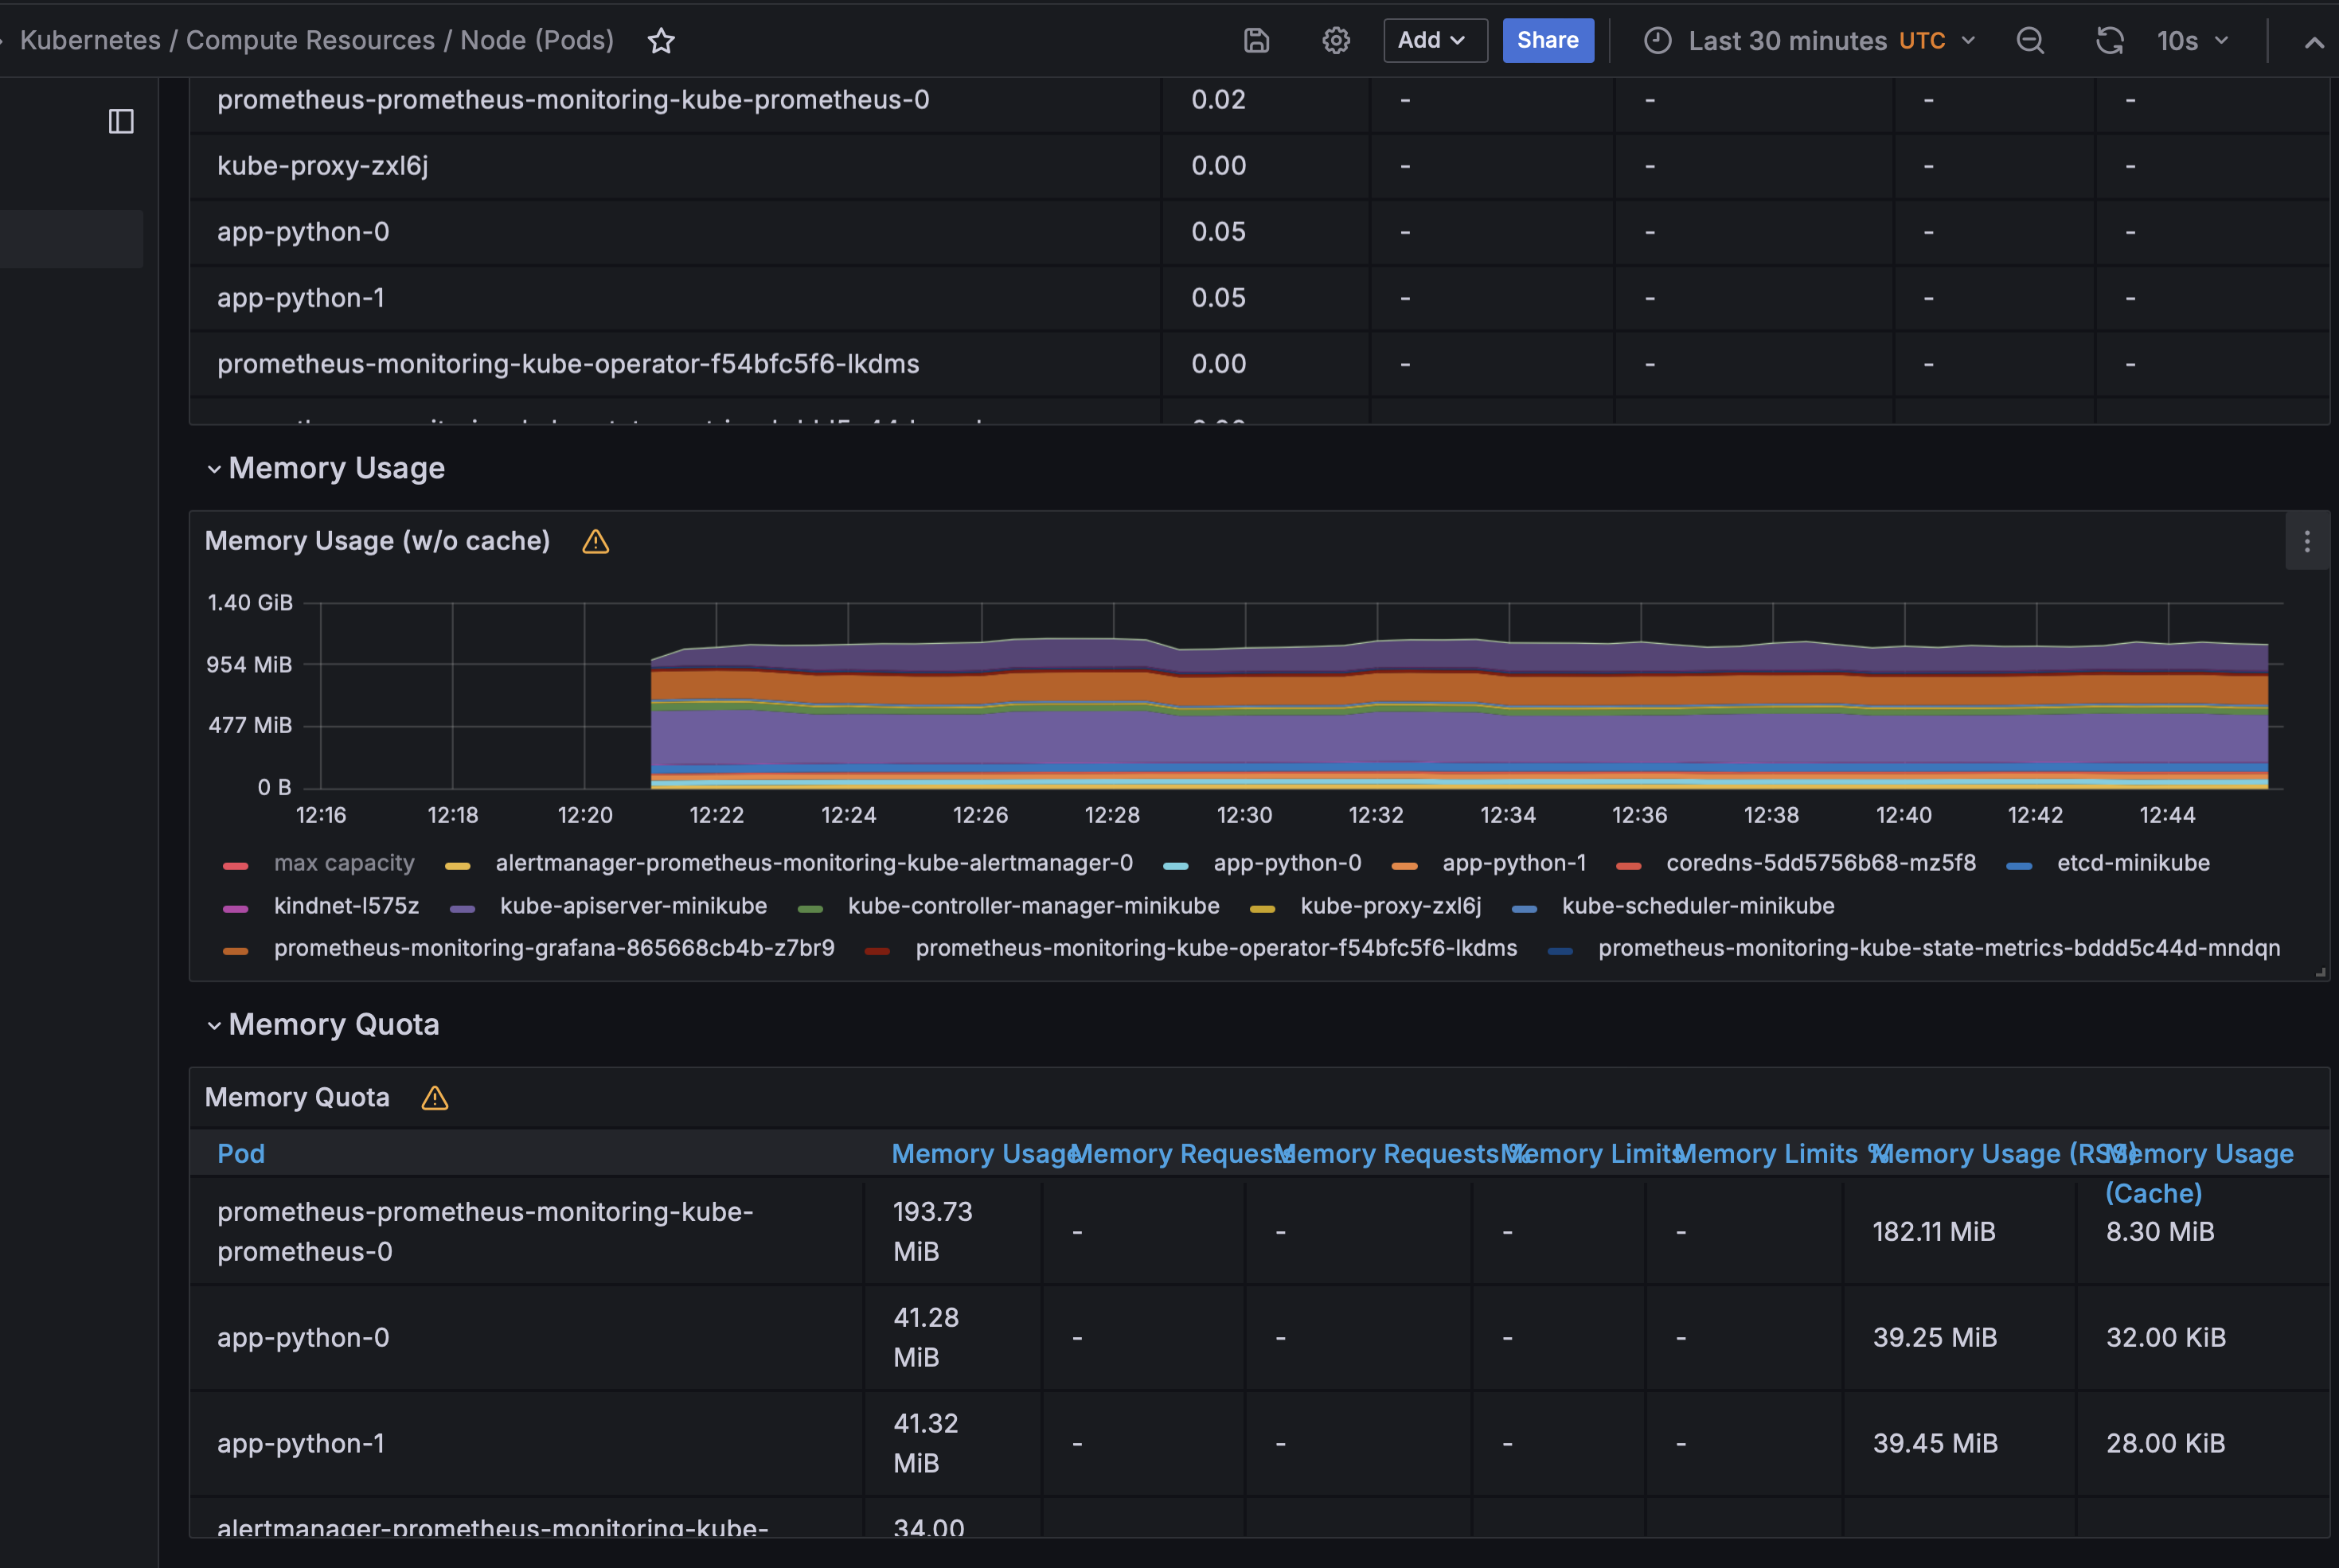 Kubernetes / Compute Resources / Node (Pods) Add Share Last 30 minutes UTC 10s
prometheus-prometheus-monitoring-kube-prometheus-0 0.02 - - - -
kube-proxy-zxl6j 0.00 - - - -
app-python-0 0.05 - - - -
app-python-1 0.05 - - - -
prometheus-monitoring-kube-operator-f54bfc5f6-lkdms 0.00 - - - -
Memory Usage
Memory Usage (w/o cache)
1.40 GiB
954 MiB
477 MiB
0 B
12:16 12:18 12:20 12:22 12:24 12:26 12:28 12:30 12:32 12:34 12:36 12:38 12:40 12:42 12:44
max capacity alertmanager-prometheus-monitoring-kube-alertmanager-0 app-python-0 app-python-1 coredns-5dd5756b68-mz5f8 etcd-minikube
kindnet-l575z kube-apiserver-minikube kube-controller-manager-minikube kube-proxy-zxl6j kube-scheduler-minikube
prometheus-monitoring-grafana-865668cb4b-z7br9 prometheus-monitoring-kube-operator-f54bfc5f6-lkdms prometheus-monitoring-kube-state-metrics-bddd5c44d-mndqn
Memory Quota
Memory Quota
Pod Memory Usage Memory Requests Memory Requests % Memory Limits Memory Limits % Memory Usage (RSS) Memory Usage
(Cache)
prometheus-prometheus-monitoring-kube- 193.73
prometheus-0 MiB - - - - 182.11 MiB 8.30 MiB
41.28
app-python-0 MiB - - - - 39.25 MiB 32.00 KiB
41.32
app-python-1 MiB - - - - 39.45 MiB 28.00 KiB
alertmanager-prometheus-monitoring-kube- 34.00